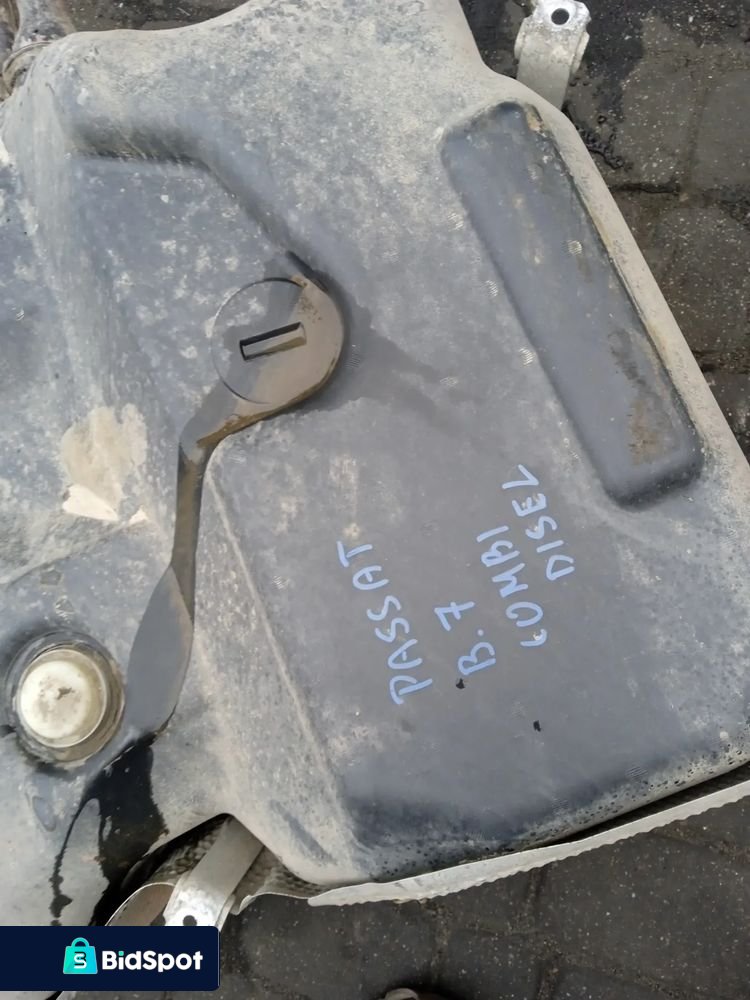 PASSAT
B.7
COMBI
DISEL
BidSpot